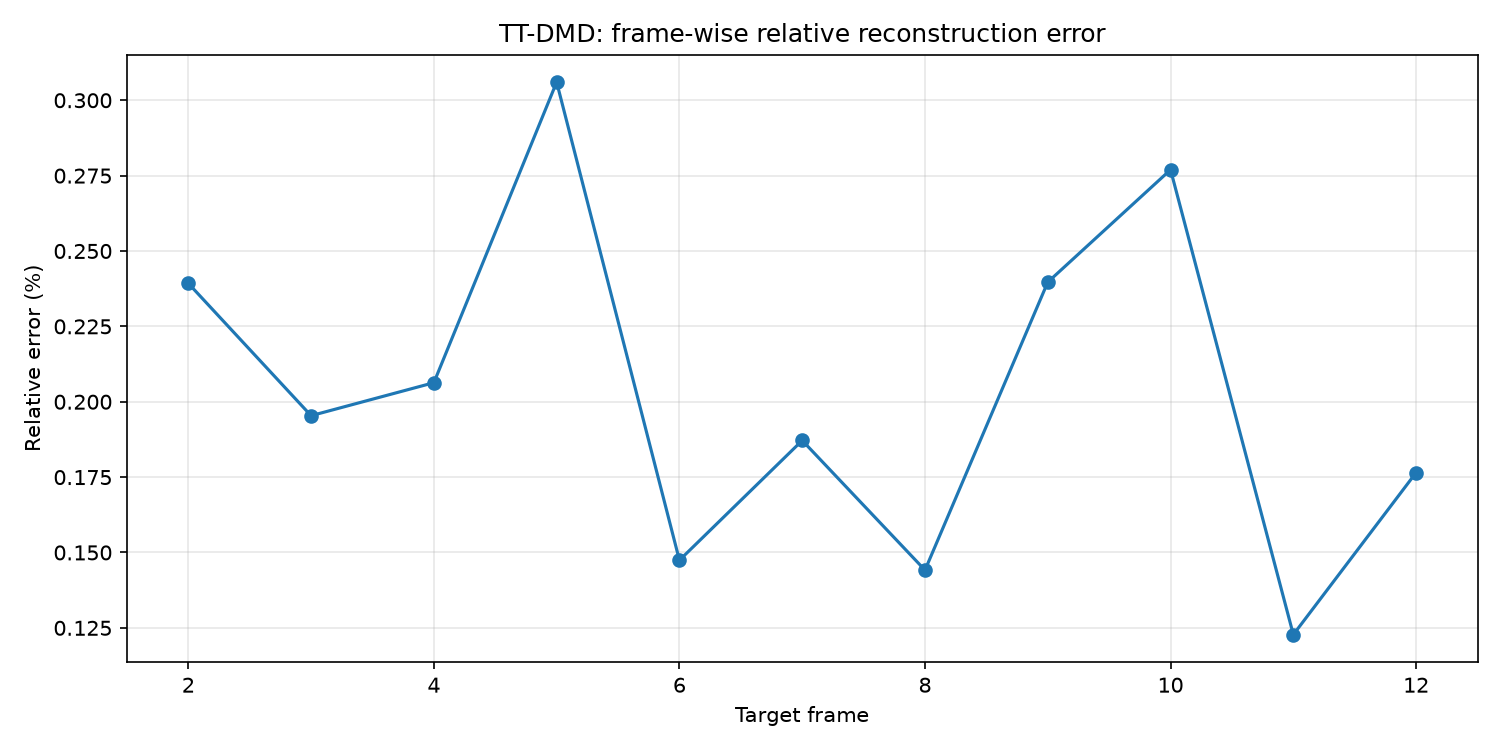 TT-DMD: frame-wise relative reconstruction error
Relative error (%)
0.300
0.275
0.250
0.225
0.200
0.175
0.150
0.125
2 4 6 8 10 12
Target frame